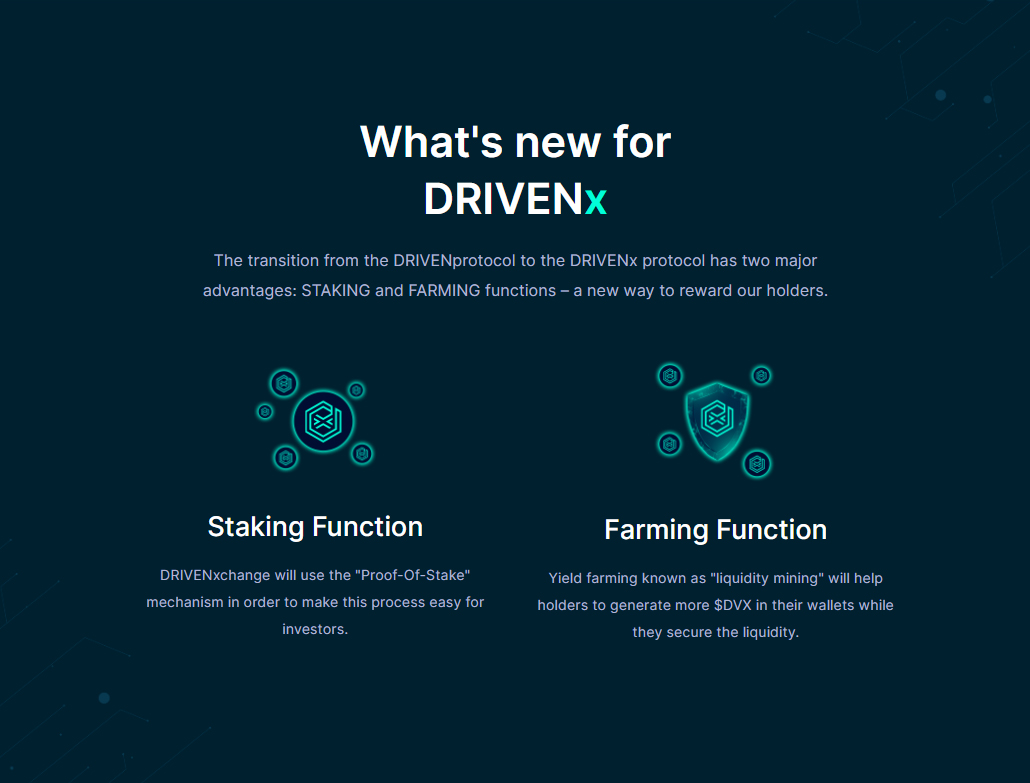 What's new for
DRIVENx
The transition from the DRIVENprotocol to the DRIVENx protocol has two major
advantages: STAKING and FARMING functions – a new way to reward our holders.
Staking Function
DRIVENxchange will use the "Proof-Of-Stake"
mechanism in order to make this process easy for
investors.
Farming Function
Yield farming known as "liquidity mining" will help
holders to generate more $DVX in their wallets while
they secure the liquidity.